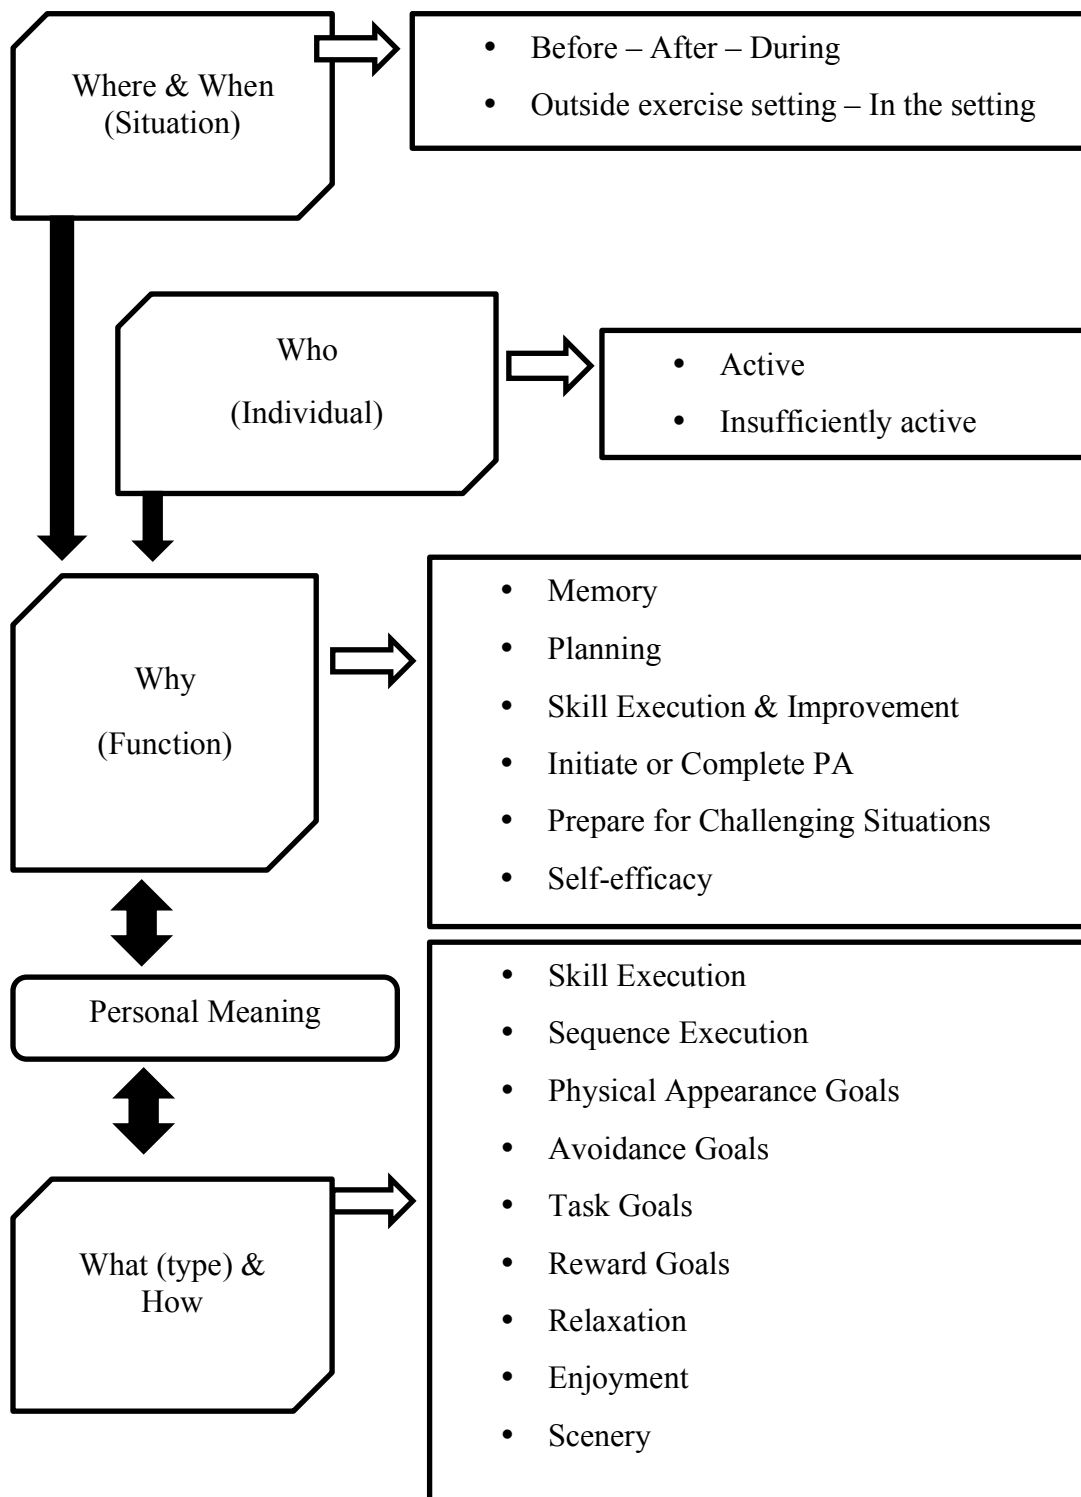 Where & When
(Situation)
• Before – After – During
• Outside exercise setting – In the setting
Who
(Individual)
• Active
• Insufficiently active
Why
(Function)
• Memory
• Planning
• Skill Execution & Improvement
• Initiate or Complete PA
• Prepare for Challenging Situations
• Self-efficacy
Personal Meaning
What (type) &
How
• Skill Execution
• Sequence Execution
• Physical Appearance Goals
• Avoidance Goals
• Task Goals
• Reward Goals
• Relaxation
• Enjoyment
• Scenery